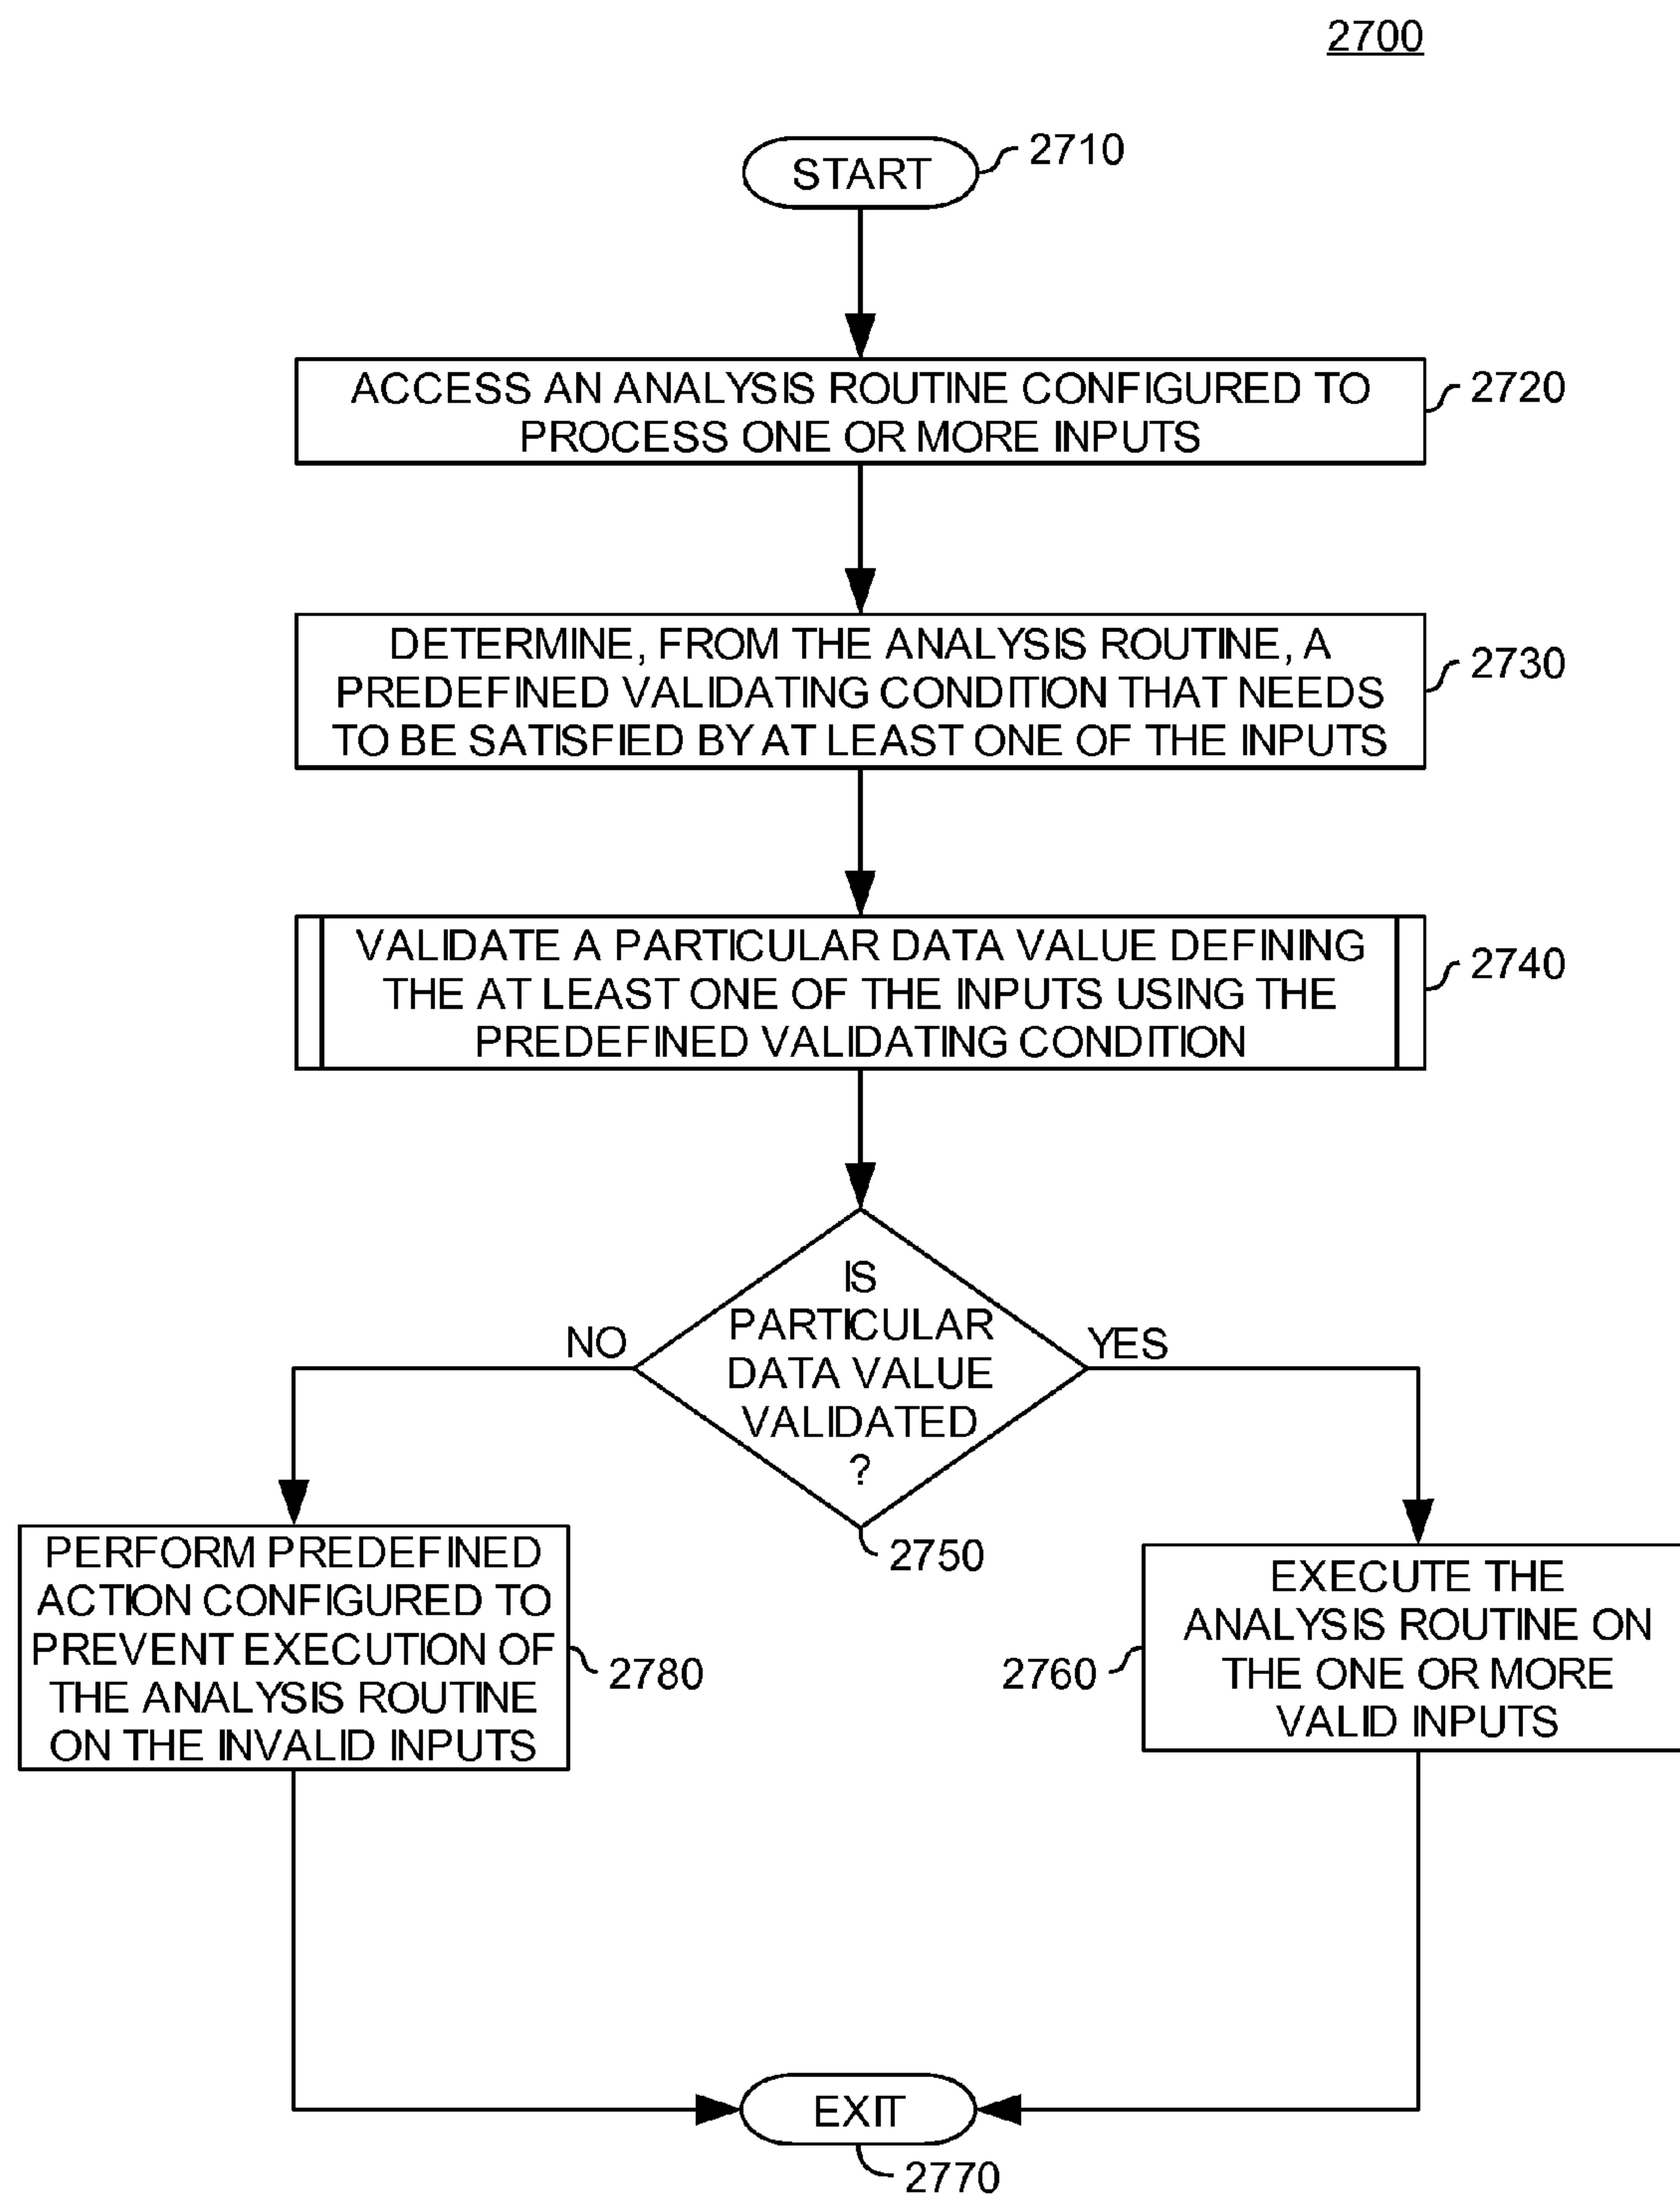 2700
START
2710
ACCESS AN ANALYSIS ROUTINE CONFIGURED TO
PROCESS ONE OR MORE INPUTS
2720
DETERMINE, FROM THE ANALYSIS ROUTINE, A
PREDEFINED VALIDATING CONDITION THAT NEEDS
TO BE SATISFIED BY AT LEAST ONE OF THE INPUTS
2730
VALIDATE A PARTICULAR DATA VALUE DEFINING
THE AT LEAST ONE OF THE INPUTS USING THE
PREDEFINED VALIDATING CONDITION
2740
IS
PARTICULAR
DATA VALUE
VALIDATED
?
NO
YES
2750
PERFORM PREDEFINED
ACTION CONFIGURED TO
PREVENT EXECUTION OF
THE ANALYSIS ROUTINE
ON THE INVALID INPUTS
2780
2760
EXECUTE THE
ANALYSIS ROUTINE ON
THE ONE OR MORE
VALID INPUTS
EXIT
2770